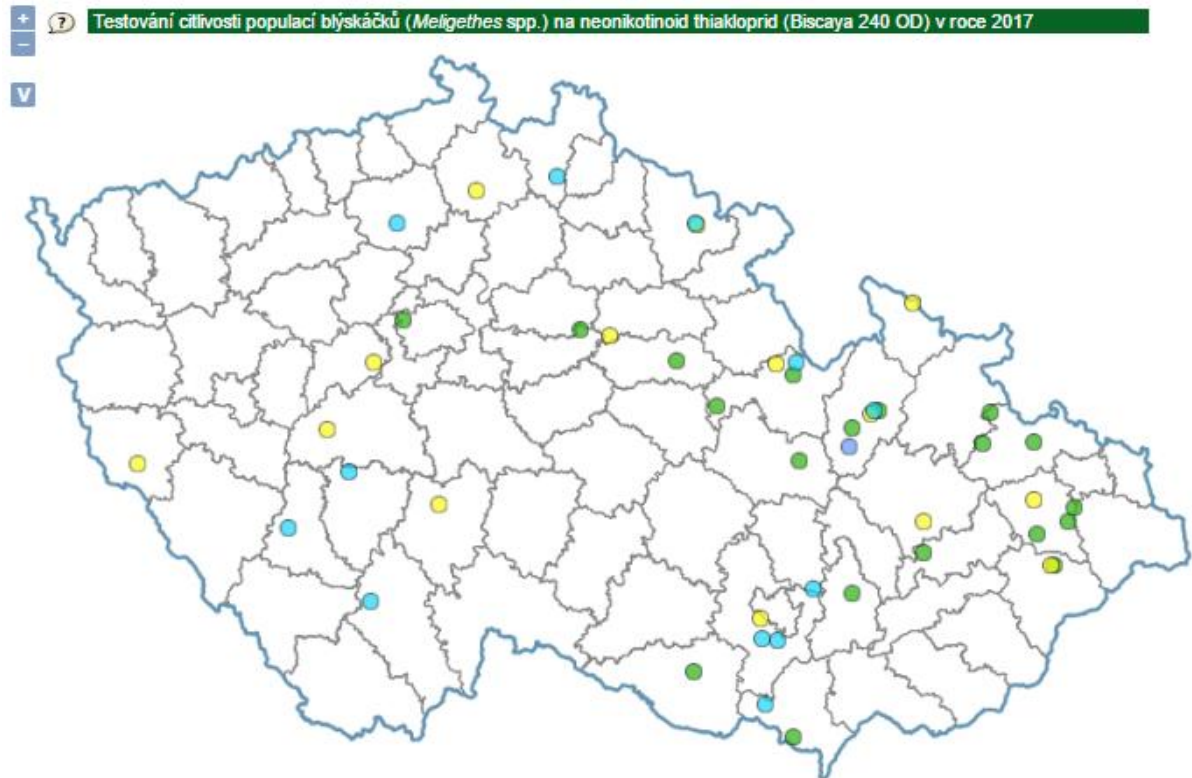 +
?
Testování citlivosti populací blýskáčků (Meligethes spp.) na neonikotinoid thiakloprid (Biscaya 240 OD) v roce 2017
–
V